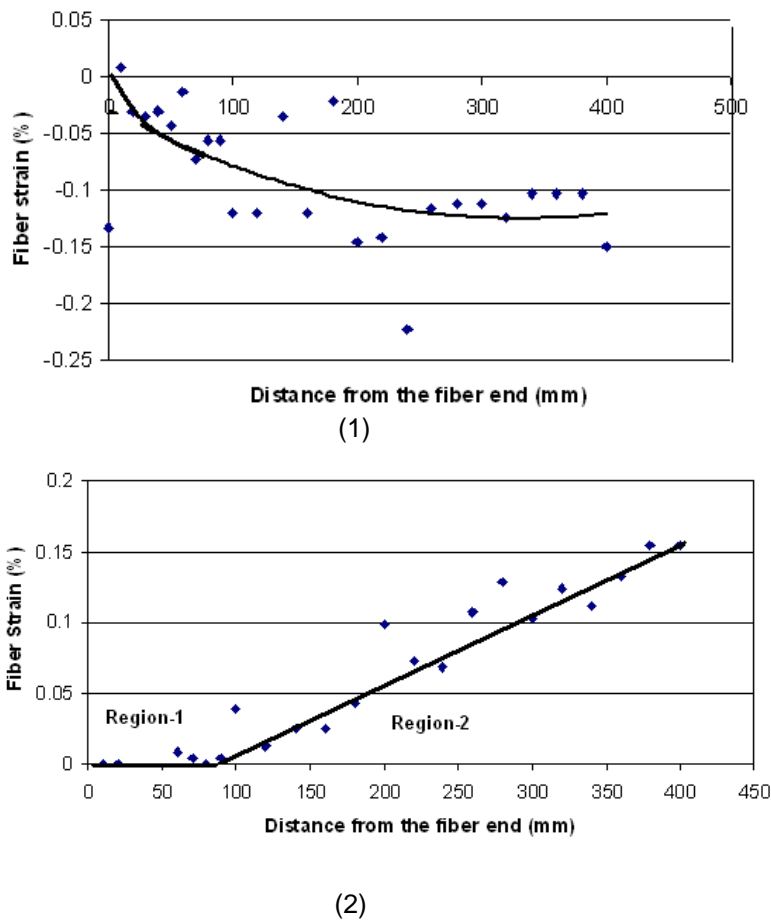 0.05
0
0 100 200 300 400 500
-0.05
-0.1
-0.15
-0.2
-0.25
Fiber strain (%)
Distance from the fiber end (mm)
(1)
0.2
0.15
0.1
0.05
0
Fiber Strain (%)
Region-1
Region-2
0 50 100 150 200 250 300 350 400 450
Distance from the fiber end (mm)
(2)